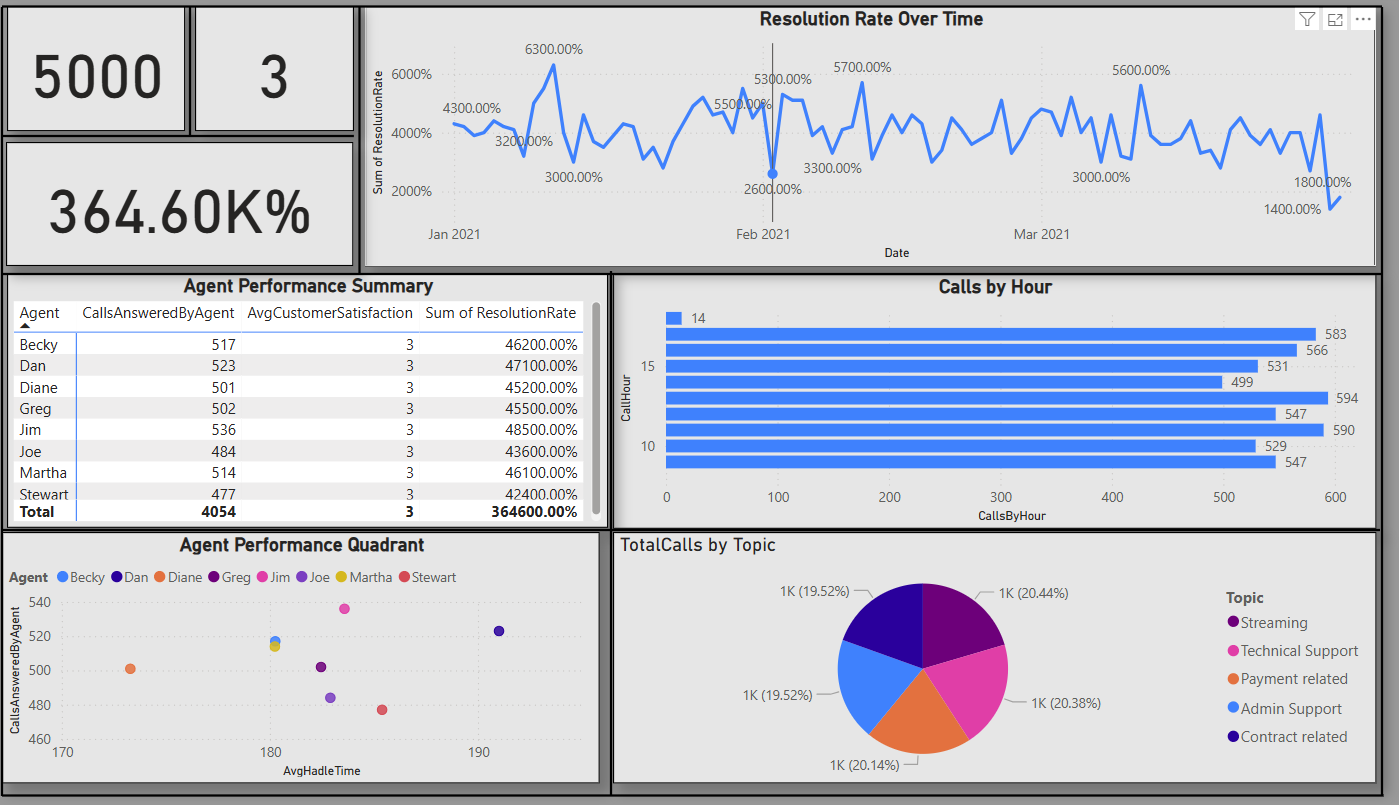 5000
3
364.60K%
Resolution Rate Over Time
Sum of ResolutionRate
6000%
4000%
2000%
4300.00%
3200.00%
6300.00%
3000.00%
5500.00%
5300.00%
2600.00%
3300.00%
5700.00%
3000.00%
5600.00%
1800.00%
1400.00%
Jan 2021 Feb 2021 Mar 2021
Date
Agent Performance Summary
Agent CallsAnsweredByAgent AvgCustomerSatisfaction Sum of ResolutionRate
Becky 517 3 46200.00%
Dan 523 3 47100.00%
Diane 501 3 45200.00%
Greg 502 3 45500.00%
Jim 536 3 48500.00%
Joe 484 3 43600.00%
Martha 514 3 46100.00%
Stewart 477 3 42400.00%
Total 4054 3 364600.00%
Calls by Hour
CallHour
14
583
566
15 531
499
594
547
590
10 529
547
0 100 200 300 400 500 600
CallsByHour
Agent Performance Quadrant
Agent Becky Dan Diane Greg Jim Joe Martha Stewart
CallsAnsweredByAgent
540
520
500
480
460
170 180 190
AvgHadleTime
TotalCalls by Topic
1K (19.52%)
1K (20.44%)
1K (19.52%)
1K (20.38%)
1K (20.14%)
Topic
Streaming
Technical Support
Payment related
Admin Support
Contract related